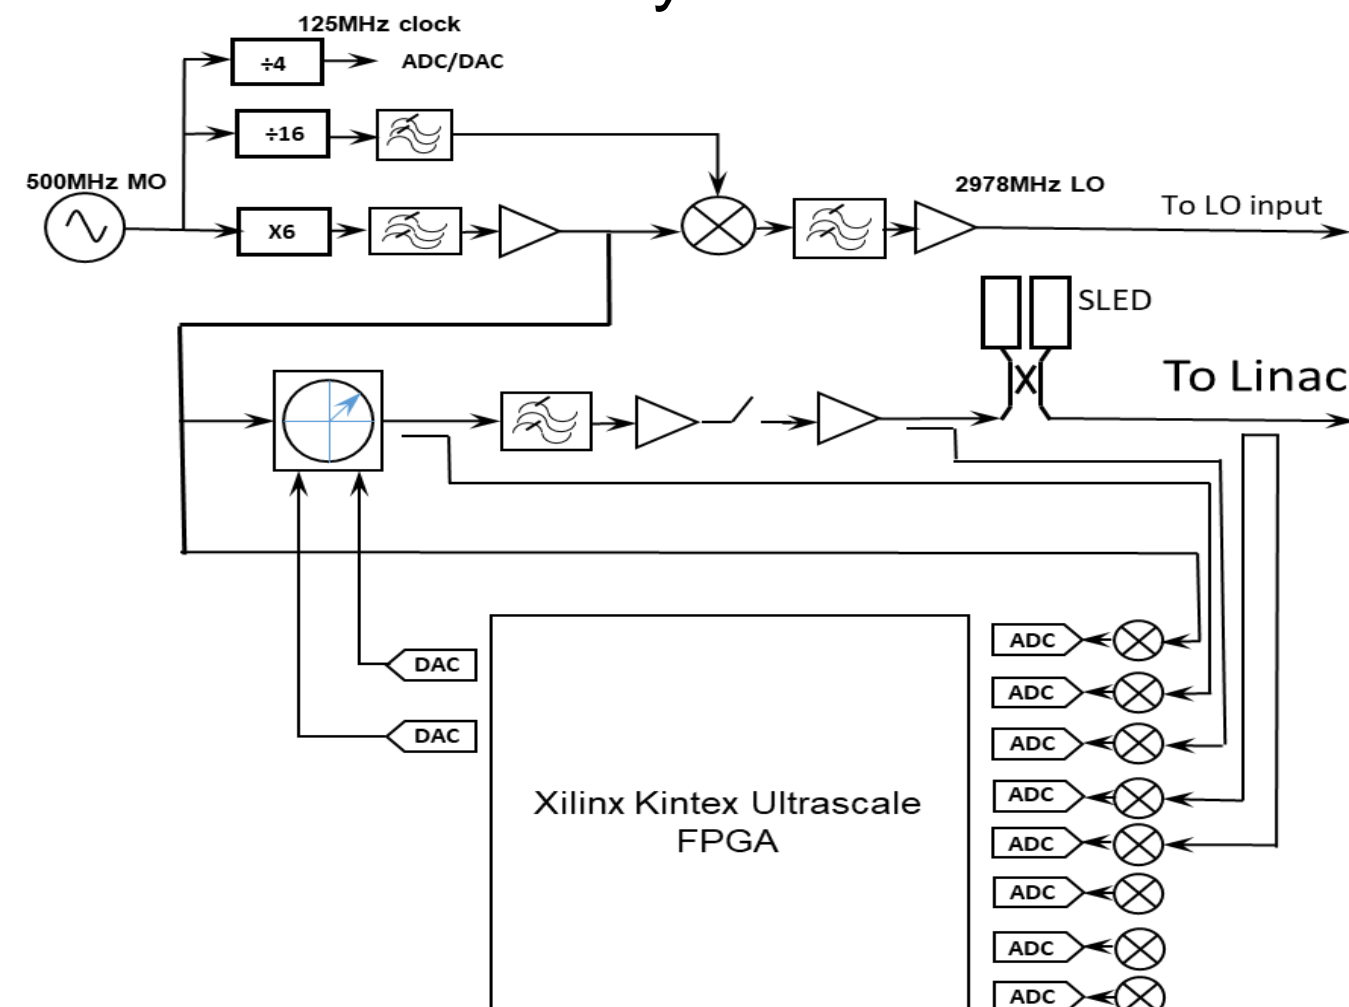 125MHz clock
÷4
ADC/DAC
÷16
500MHz MO
X6
2978MHz LO
To LO input
SLED
To Linac
DAC
DAC
Xilinx Kintex Ultrascale
FPGA
ADC
ADC
ADC
ADC
ADC
ADC
ADC
ADC